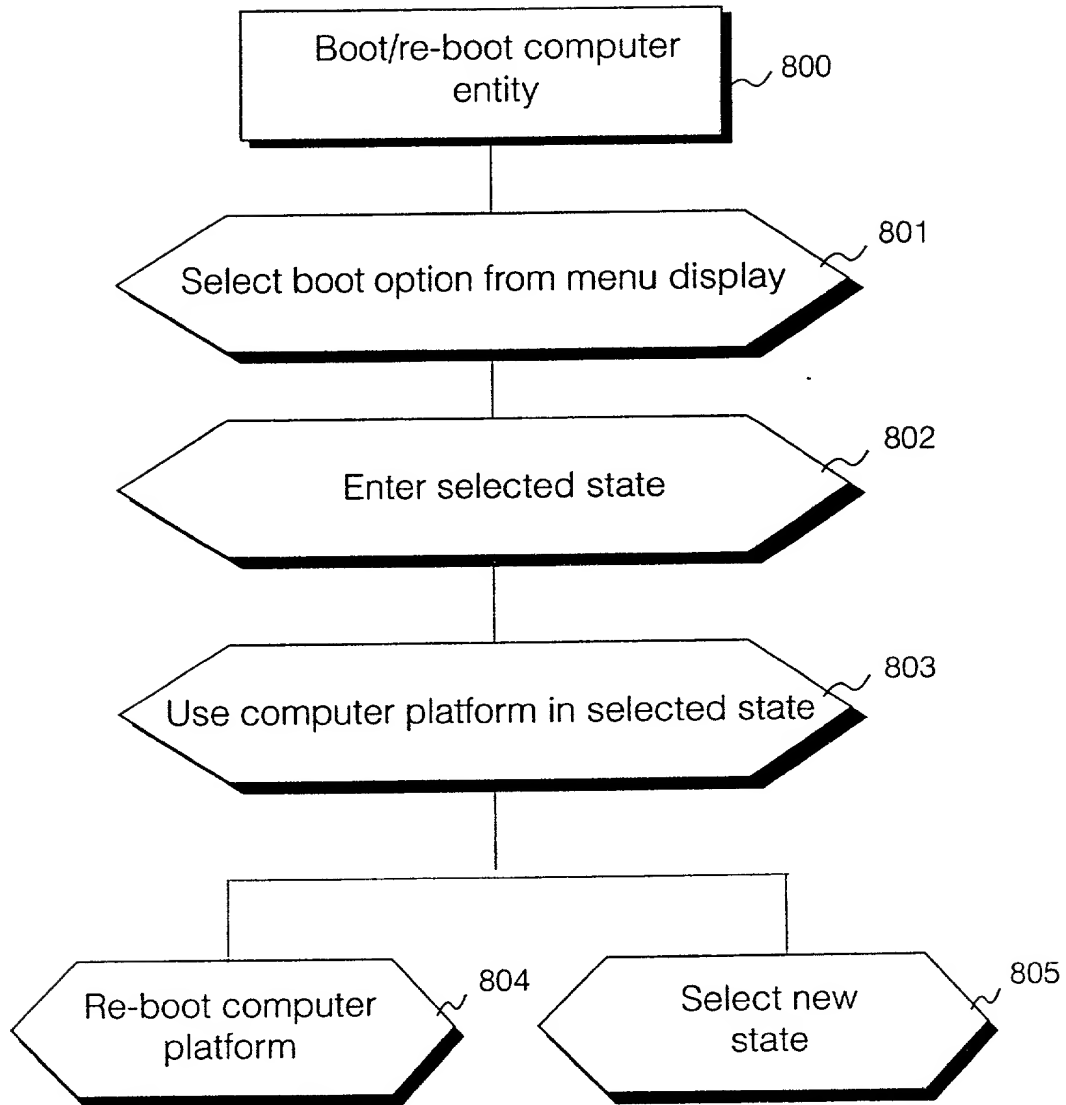 Boot/re-boot computer
entity
800
Select boot option from menu display
801
Enter selected state
802
Use computer platform in selected state
803
Re-boot computer
platform
804
Select new
state
805